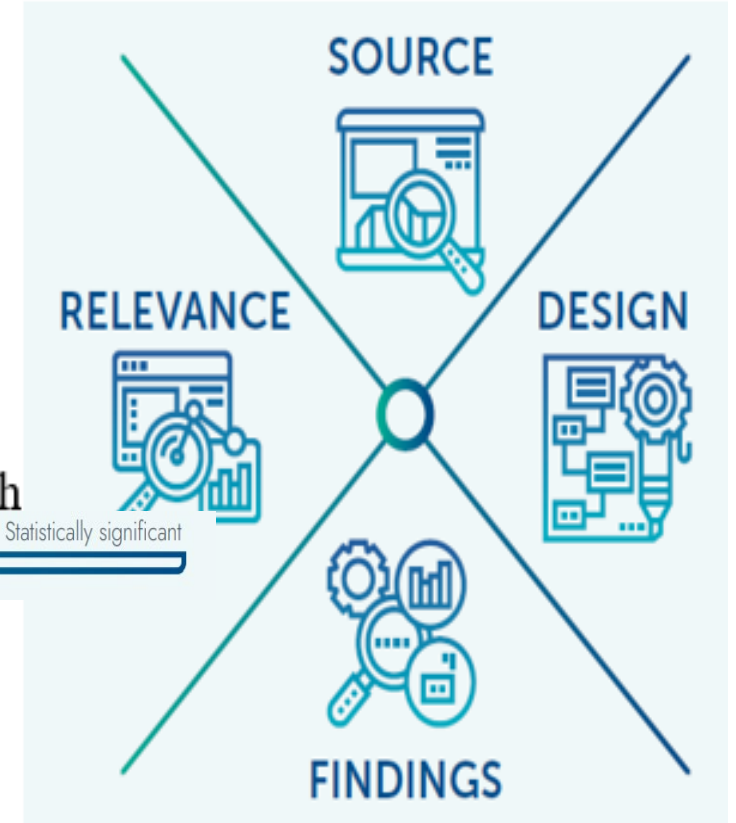 SOURCE
RELEVANCE
DESIGN
h
Statistically significant
FINDINGS